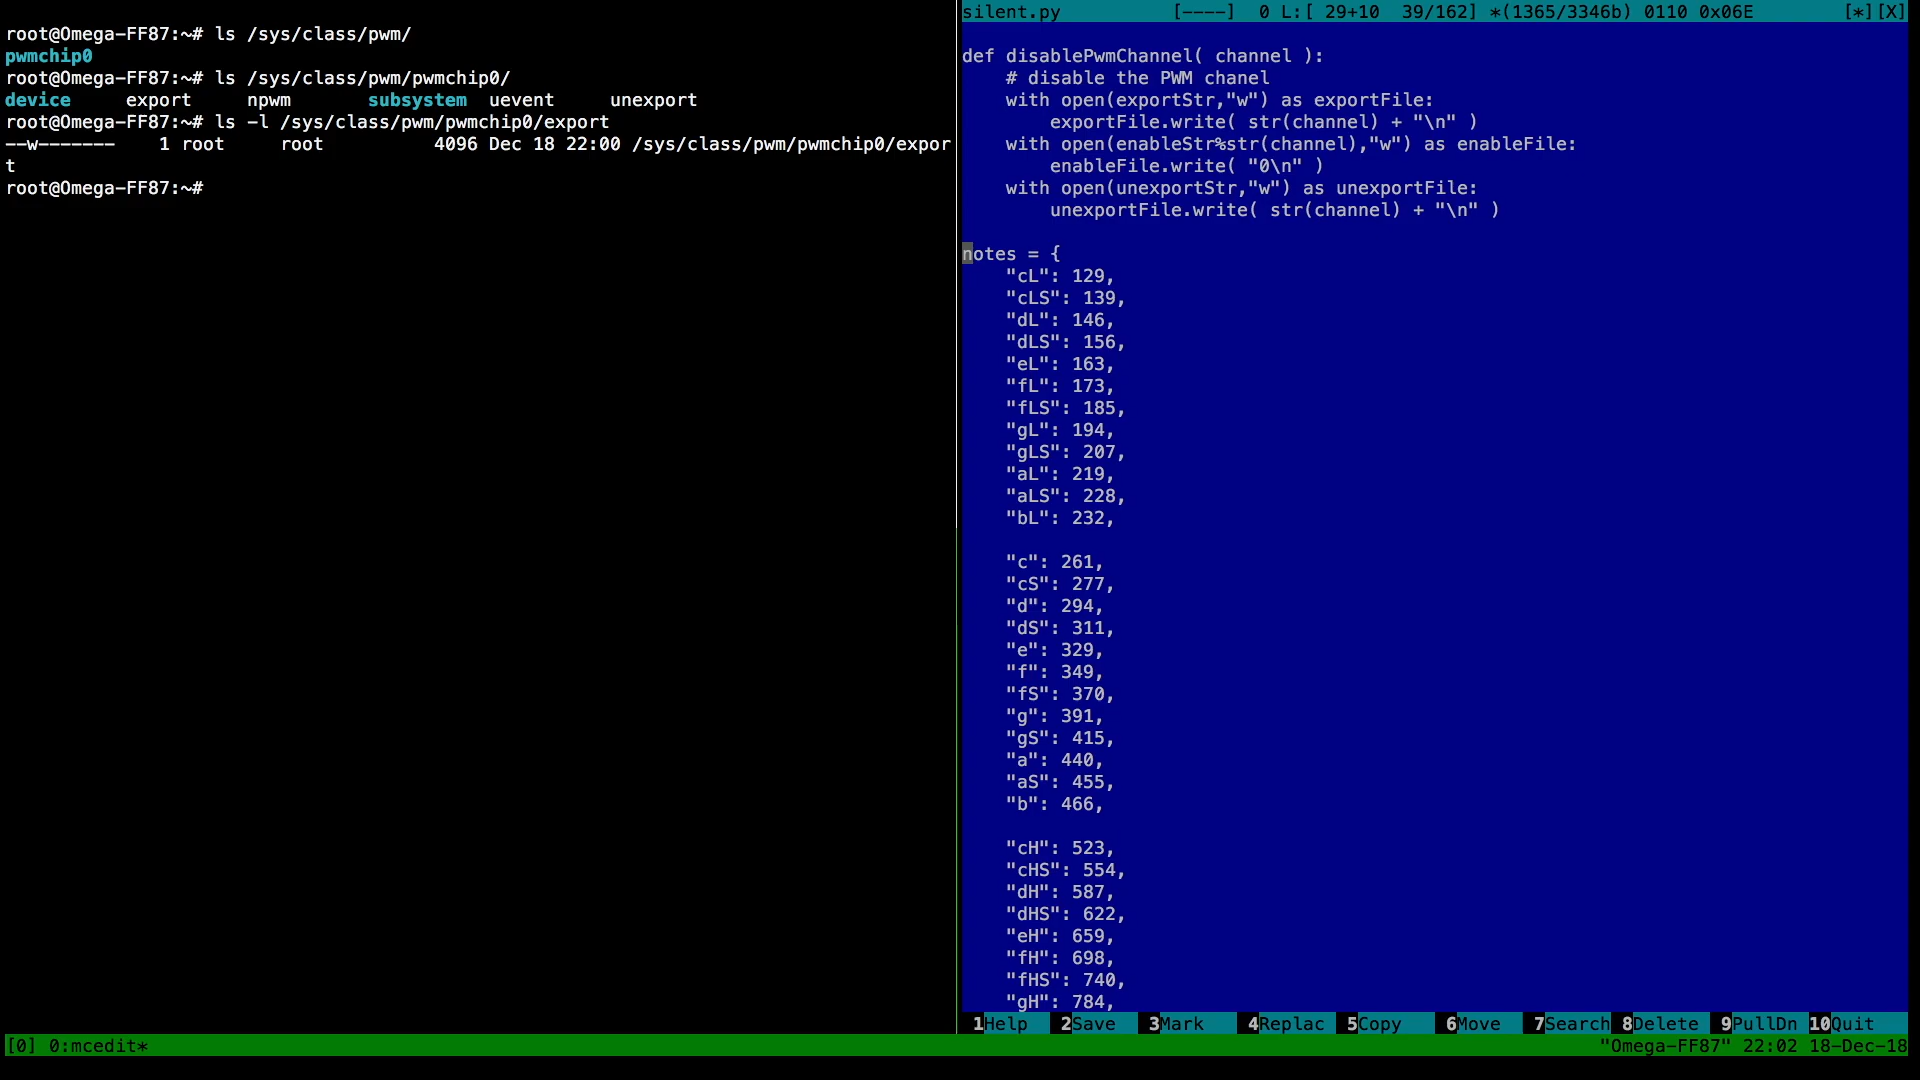 root@Omega-FF87:~# ls /sys/class/pwm/
pwmchip0
root@Omega-FF87:~# ls /sys/class/pwm/pwmchip0/
device     export     npwm       subsystem  uevent     unexport
root@Omega-FF87:~# ls -l /sys/class/pwm/pwmchip0/export
--w-------    1 root     root          4096 Dec 18 22:00 /sys/class/pwm/pwmchip0/expor
t
root@Omega-FF87:~#
silent.py          [----]  0 L:[ 29+10  39/162] *(1365/3346b) 0110 0x06E        [*][X]
def disablePwmChannel( channel ):
    # disable the PWM chanel
    with open(exportStr,"w") as exportFile:
        exportFile.write( str(channel) + "\n" )
    with open(enableStr%str(channel),"w") as enableFile:
        enableFile.write( "0\n" )
    with open(unexportStr,"w") as unexportFile:
        unexportFile.write( str(channel) + "\n" )
notes = {
    "cL": 129,
    "cLS": 139,
    "dL": 146,
    "dLS": 156,
    "eL": 163,
    "fL": 173,
    "fLS": 185,
    "gL": 194,
    "gLS": 207,
    "aL": 219,
    "aLS": 228,
    "bL": 232,
    "c": 261,
    "cS": 277,
    "d": 294,
    "dS": 311,
    "e": 329,
    "f": 349,
    "fS": 370,
    "g": 391,
    "gS": 415,
    "a": 440,
    "aS": 455,
    "b": 466,
    "cH": 523,
    "cHS": 554,
    "dH": 587,
    "dHS": 622,
    "eH": 659,
    "fH": 698,
    "fHS": 740,
    "gH": 784,
1Help  2Save  3Mark  4Replac  5Copy  6Move  7Search  8Delete  9PullDn  10Quit
[0] 0:mcedit*                                        "Omega-FF87" 22:02 18-Dec-18